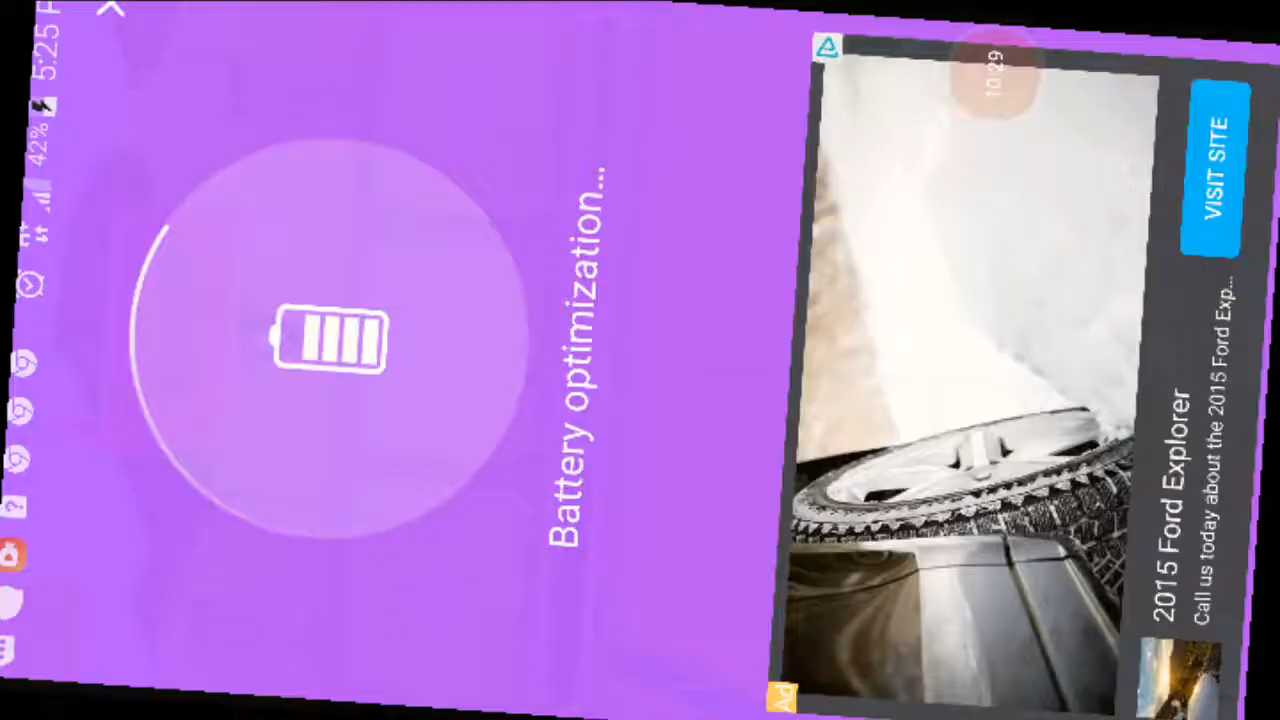 42% 5:25 P
Battery optimization...
10:29
2015 Ford Explorer
Call us today about the 2015 Ford Exp...
VISIT SITE
Ad